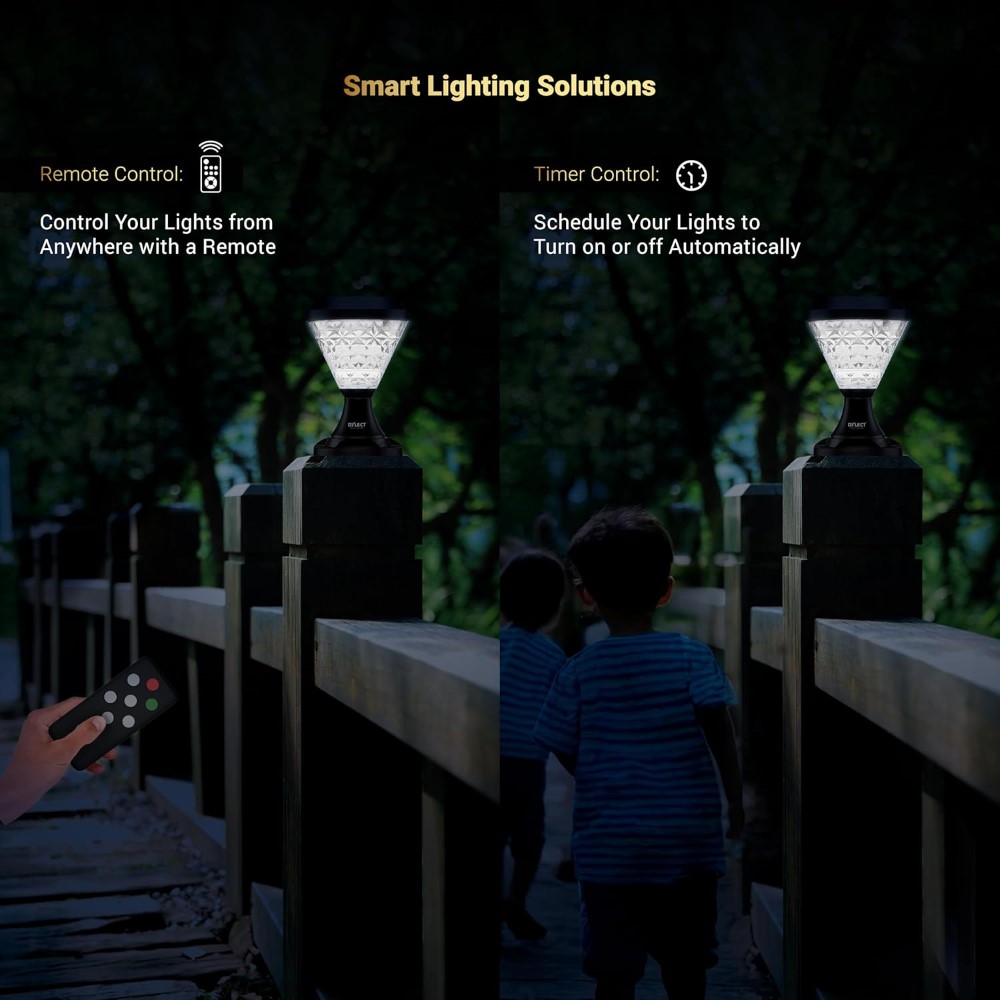 Smart Lighting Solutions
Remote Control:
Control Your Lights from
Anywhere with a Remote
Timer Control:
Schedule Your Lights to
Turn on or off Automatically